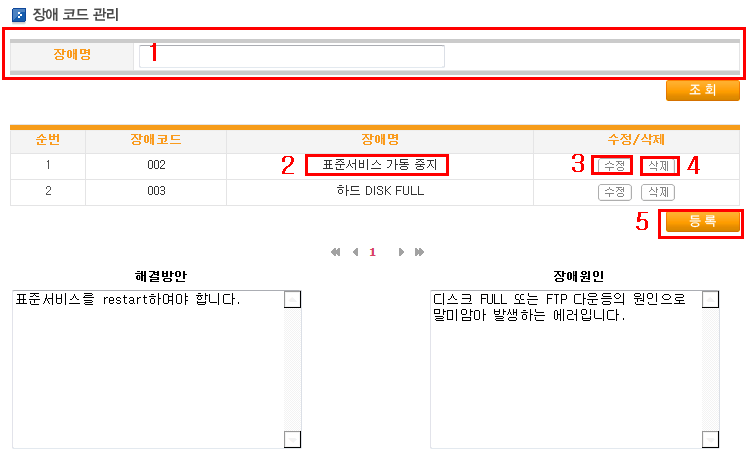 장애 코드 관리
장애명 1
조 회
순번 장애코드 장애명 수정/삭제
1 002 2 표준서비스 가동 중지 3 수정 삭제 4
2 003 하드 DISK FULL 수정 삭제
5 등 록
1
해결방안 장애원인
표준서비스를 restart하여야 합니다.
디스크 FULL 또는 FTP 다운등의 원인으로
말미암아 발생하는 에러입니다.